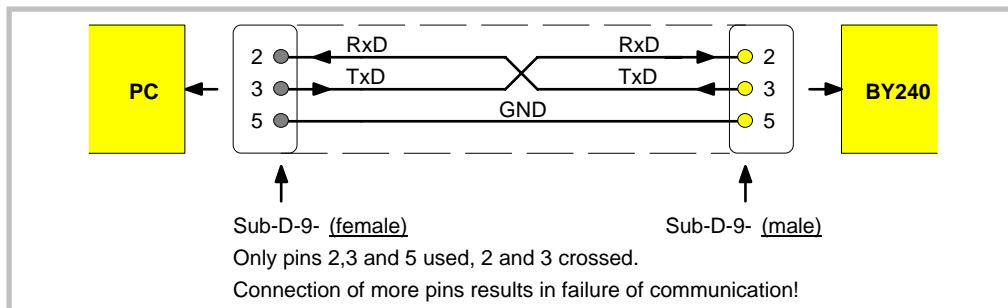 RxD RxD
2 2
TxD TxD
PC 3 3 BY240
GND
5 5
Sub-D-9- (female) Sub-D-9- (male)
Only pins 2,3 and 5 used, 2 and 3 crossed.
Connection of more pins results in failure of communication!